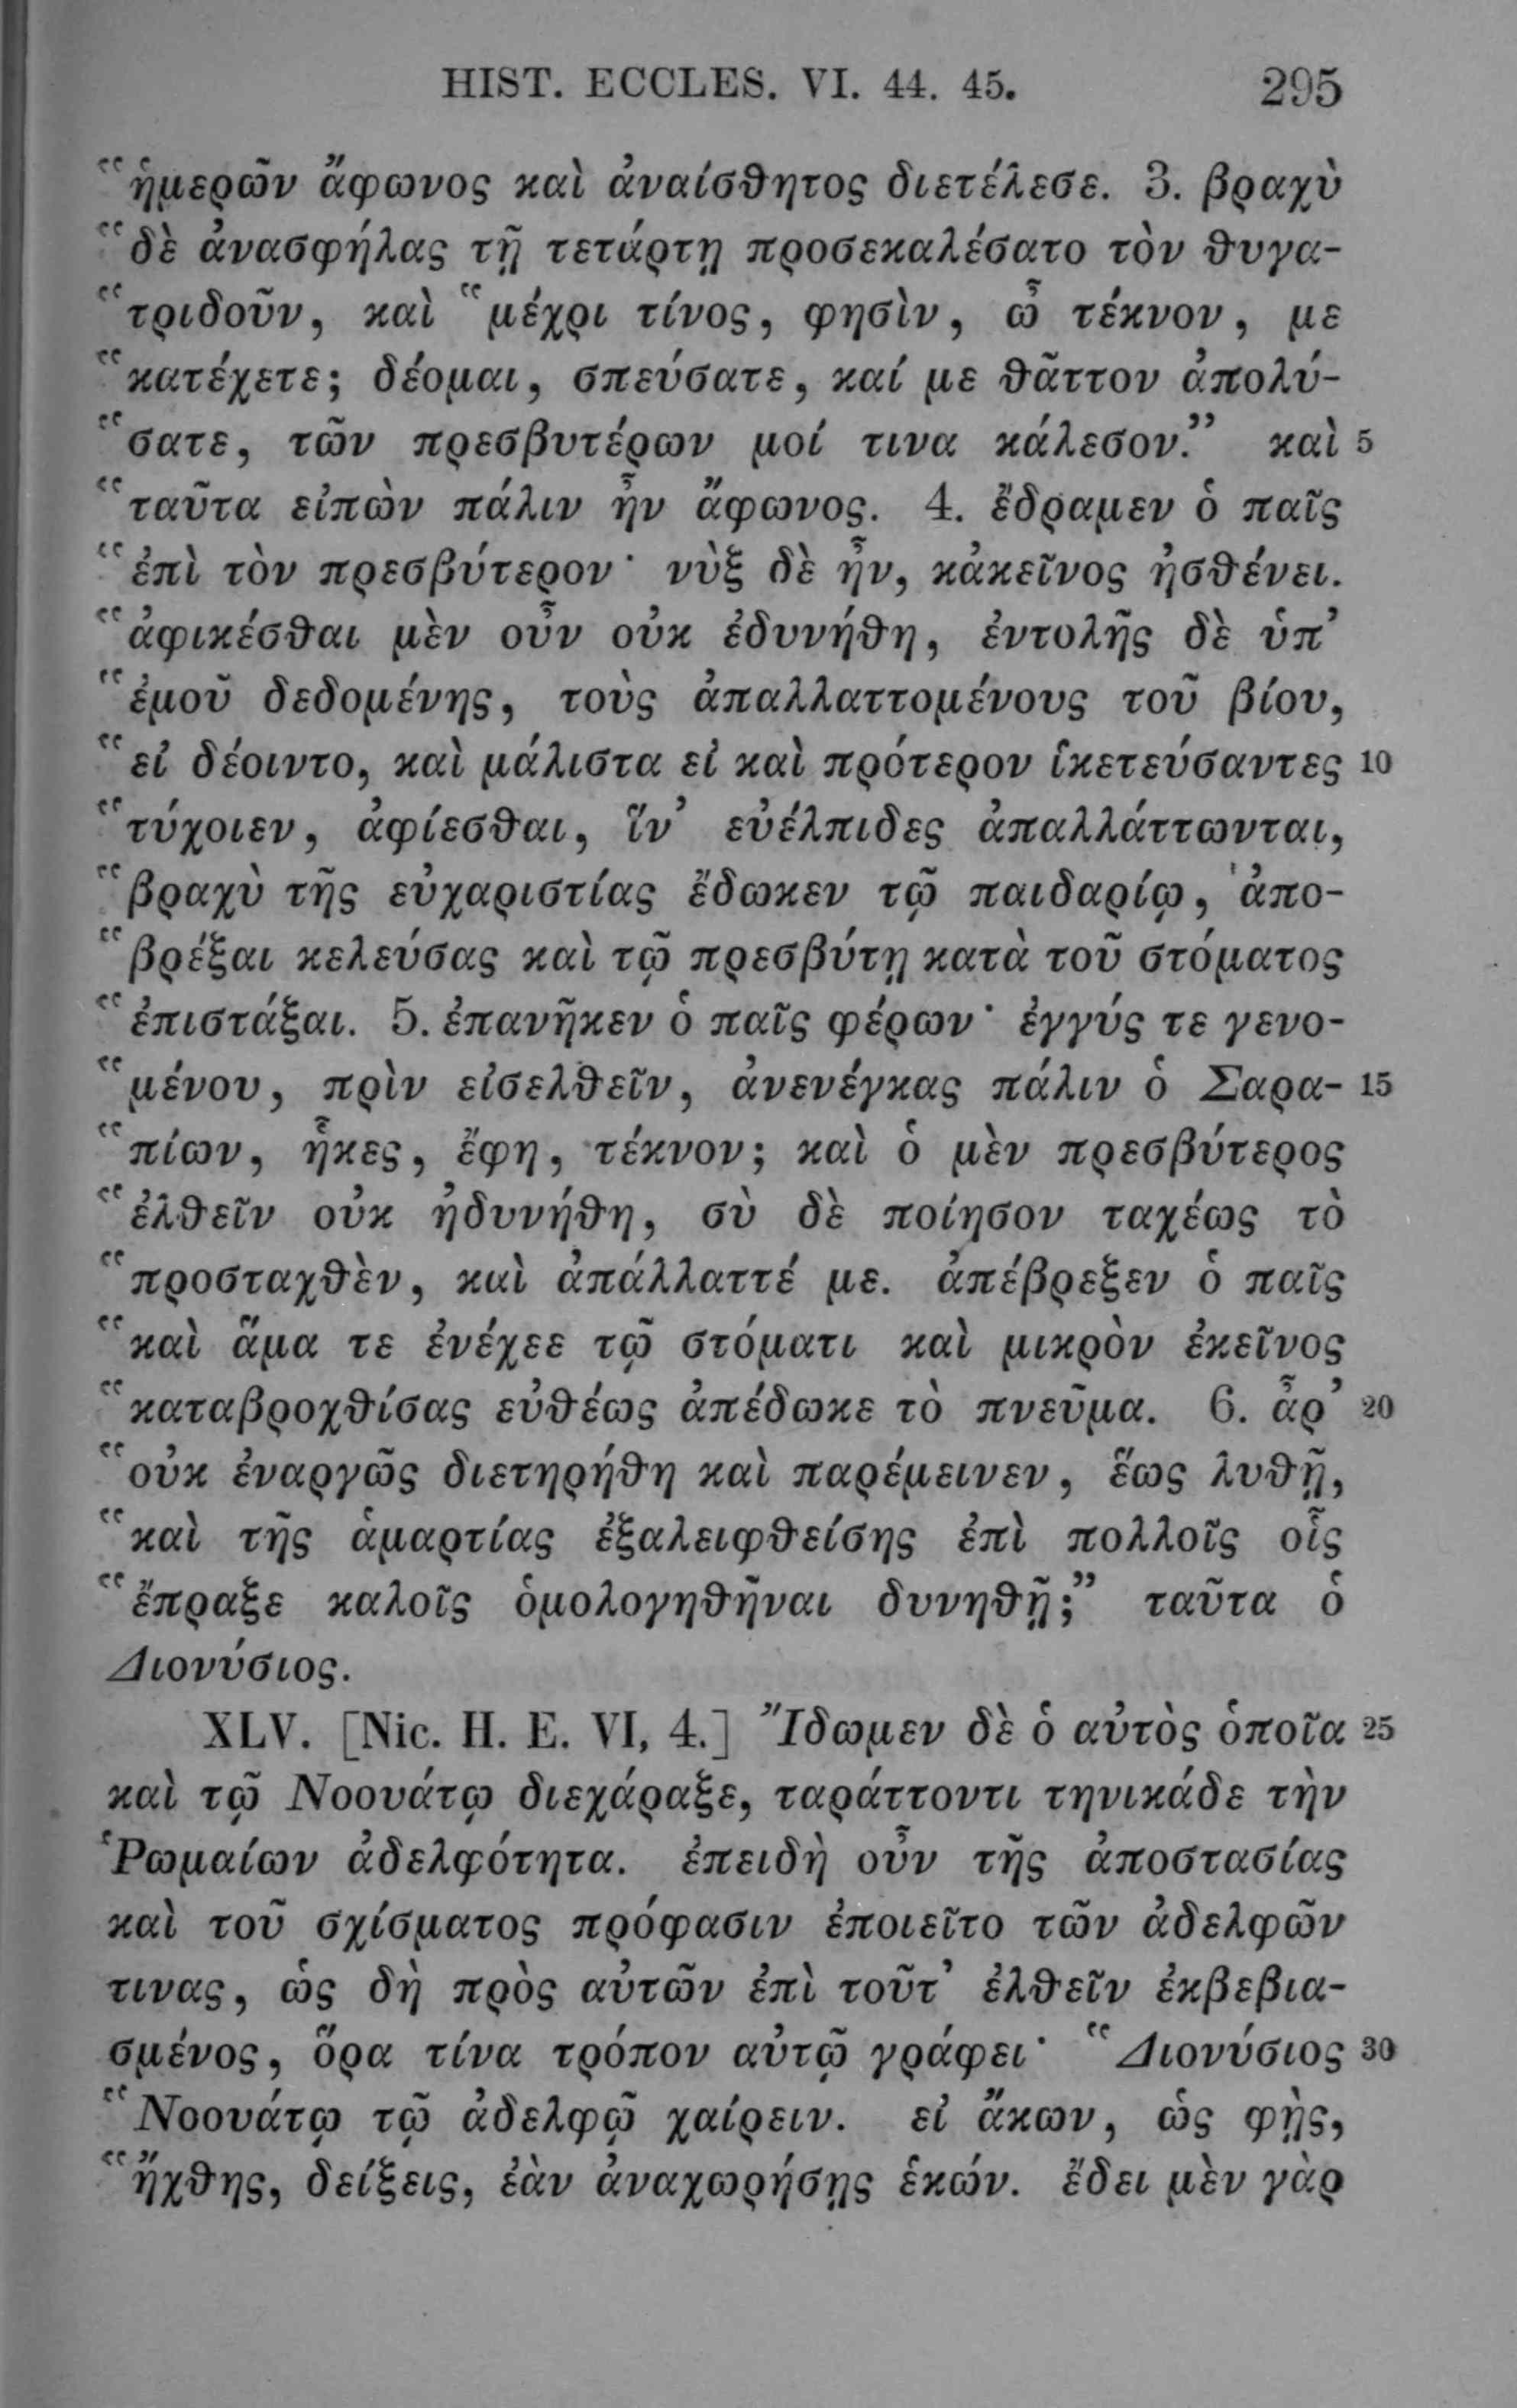 HIST. ECCLES. VI. 44. 45. 295
“ἡμερῶν ἄφωνος καὶ ἀναίσθητος διετέλεσε. 3. βραχὺ
“δὲ ἀνασφήλας τῇ τετάρτῃ προσεκαλέσατο τὸν θυγα-
“τριδοῦν, καὶ “μέχρι τίνος, φησὶν, ὦ τέκνον, με
“κατέχετε; δέομαι, σπεύσατε, καί με θᾶττον ἀπολύ-
“σατε, τῶν πρεσβυτέρων μοί τινα κάλεσον.” καὶ 5
“ταῦτα εἰπὼν πάλιν ἦν ἄφωνος. 4. ἔδραμεν ὁ παῖς
“ἐπὶ τὸν πρεσβύτερον· νὺξ δὲ ἦν, κἀκεῖνος ἠσθένει.
“ἀφικέσθαι μὲν οὖν οὐκ ἐδυνήθη, ἐντολῆς δὲ ὑπ’
“ἐμοῦ δεδομένης, τοὺς ἀπαλλαττομένους τοῦ βίου,
“εἰ δέοιντο, καὶ μάλιστα εἰ καὶ πρότερον ἱκετεύσαντες 10
“τύχοιεν, ἀφίεσθαι, ἵν’ εὐέλπιδες ἀπαλλάττωνται,
“βραχὺ τῆς εὐχαριστίας ἔδωκεν τῷ παιδαρίῳ, ἀπο-
“βρέξαι κελεύσας καὶ τῷ πρεσβύτῃ κατὰ τοῦ στόματος
“ἐπιστάξαι. 5. ἐπανῆκεν ὁ παῖς φέρων· ἐγγύς τε γενο-
“μένου, πρὶν εἰσελθεῖν, ἀνενέγκας πάλιν ὁ Σαρα- 15
“πίων, ἧκες, ἔφη, τέκνον; καὶ ὁ μὲν πρεσβύτερος
“ἐλθεῖν οὐκ ἠδυνήθη, σὺ δὲ ποίησον ταχέως τὸ
“προσταχθὲν, καὶ ἀπάλλαττέ με. ἀπέβρεξεν ὁ παῖς
“καὶ ἅμα τε ἐνέχεε τῷ στόματι καὶ μικρὸν ἐκεῖνος
“καταβροχθίσας εὐθέως ἀπέδωκε τὸ πνεῦμα. 6. ἆρ’ 20
“οὐκ ἐναργῶς διετηρήθη καὶ παρέμεινεν, ἕως λυθῇ,
“καὶ τῆς ἁμαρτίας ἐξαλειφθείσης ἐπὶ πολλοῖς οἷς
“ἔπραξε καλοῖς ὁμολογηθῆναι δυνηθῇ;” ταῦτα ὁ
Διονύσιος.
XLV. [Nic. H. E. VI, 4.] Ἴδωμεν δὲ ὁ αὐτὸς ὁποῖα 25
καὶ τῷ Νοουάτῳ διεχάραξε, ταράττοντι τηνικάδε τὴν
Ῥωμαίων ἀδελφότητα. ἐπειδὴ οὖν τῆς ἀποστασίας
καὶ τοῦ σχίσματος πρόφασιν ἐποιεῖτο τῶν ἀδελφῶν
τινας, ὡς δὴ πρὸς αὐτῶν ἐπὶ τοῦτ’ ἐλθεῖν ἐκβεβια-
σμένος, ὅρα τίνα τρόπον αὐτῷ γράφει· “Διονύσιος 30
“Νοουάτῳ τῷ ἀδελφῷ χαίρειν. εἰ ἄκων, ὡς φῂς,
“ἤχθης, δείξεις, ἐὰν ἀναχωρήσῃς ἑκών. ἔδει μὲν γὰρ